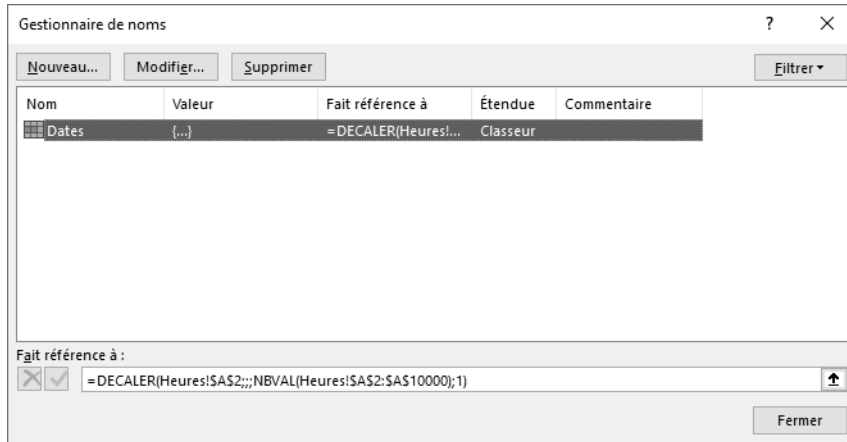 Gestionnaire de noms ? ×
Nouveau... Modifier... Supprimer Filtrer
Nom Valeur Fait référence à Étendue Commentaire
Dates {...} =DECALER(Heures!... Classeur
Fait référence à :
=DECALER(Heures!$A$2;;;NBVAL(Heures!$A$2:$A$10000);1)
Fermer